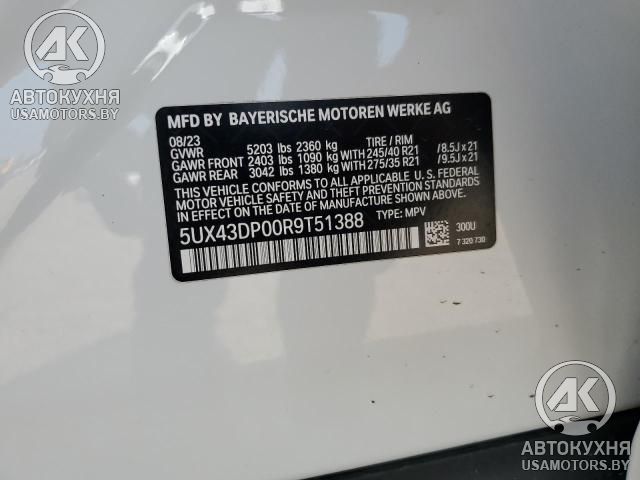 AK
АВТОКУХНЯ
USAMOTORS.BY
MFD BY BAYERISCHE MOTOREN WERKE AG
08/23 TIRE / RIM
GVWR 5203 lbs 2360 kg
GAWR FRONT 2403 lbs 1090 kg WITH 245/40 R21 /8.5J x 21
GAWR REAR 3042 lbs 1380 kg WITH 275/35 R21 /9.5J x 21
THIS VEHICLE CONFORMS TO ALL APPLICABLE U. S. FEDERAL
MOTOR VEHICLE SAFETY, BUMPER, AND THEFT PREVENTION STANDARDS
IN EFFECT ON THE DATE OF MANUFACTURE SHOWN ABOVE.
5UX43DP00R9T51388 TYPE: MPV
300U
7 320 730
AK
АВТОКУХНЯ
USAMOTORS.BY